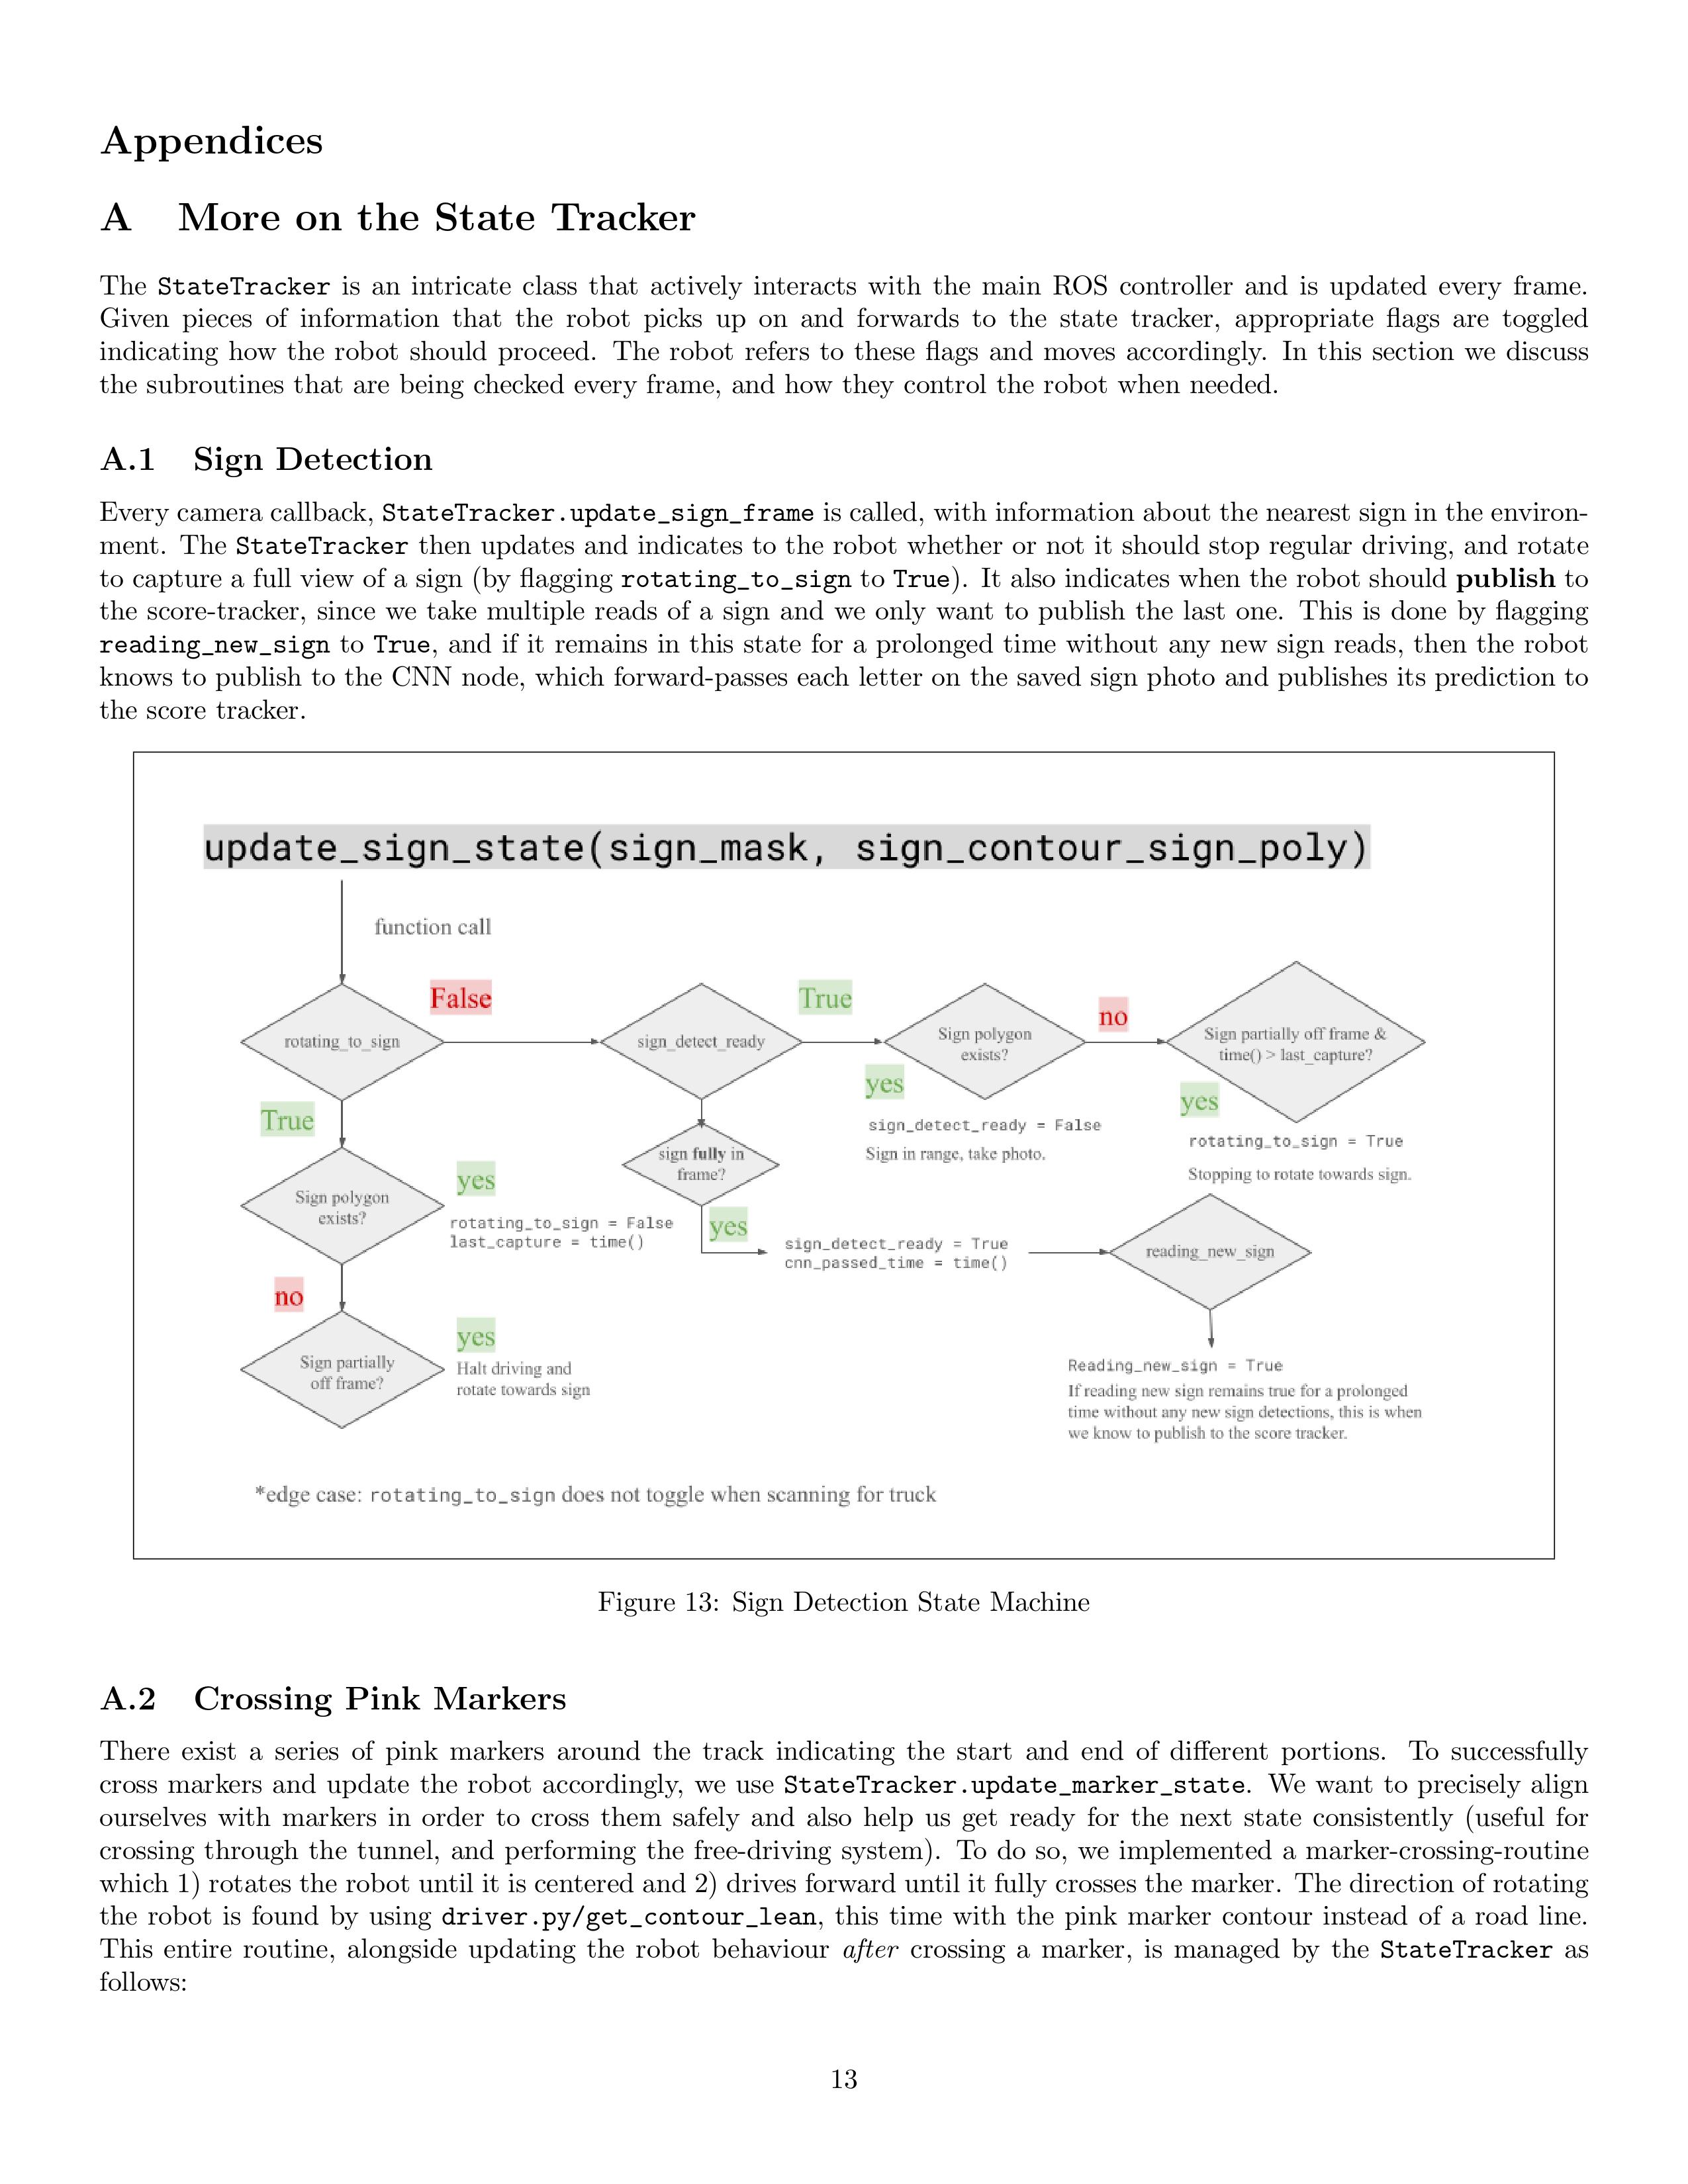 Appendices
A More on the State Tracker
The StateTracker is an intricate class that actively interacts with the main ROS controller and is updated every frame.
Given pieces of information that the robot picks up on and forwards to the state tracker, appropriate flags are toggled
indicating how the robot should proceed. The robot refers to these flags and moves accordingly. In this section we discuss
the subroutines that are being checked every frame, and how they control the robot when needed.
A.1 Sign Detection
Every camera callback, StateTracker.update_sign_frame is called, with information about the nearest sign in the environ-
ment. The StateTracker then updates and indicates to the robot whether or not it should stop regular driving, and rotate
to capture a full view of a sign (by flagging rotating_to_sign to True). It also indicates when the robot should publish to
the score-tracker, since we take multiple reads of a sign and we only want to publish the last one. This is done by flagging
reading_new_sign to True, and if it remains in this state for a prolonged time without any new sign reads, then the robot
knows to publish to the CNN node, which forward-passes each letter on the saved sign photo and publishes its prediction to
the score tracker.
update_sign_state(sign_mask, sign_contour_sign_poly)
function call
rotating_to_sign
False
sign_detect_ready
True
Sign polygon
exists?
no
Sign partially off frame &
time() > last_capture?
yes
sign_detect_ready = False
Sign in range, take photo.
yes
rotating_to_sign = True
Stopping to rotate towards sign.
True
Sign polygon
exists?
yes
rotating_to_sign = False
last_capture = time()
sign fully in
frame?
yes
sign_detect_ready = True
cnn_passed_time = time()
reading_new_sign
no
Sign partially
off frame?
yes
Halt driving and
rotate towards sign
Reading_new_sign = True
If reading new sign remains true for a prolonged
time without any new sign detections, this is when
we know to publish to the score tracker.
*edge case: rotating_to_sign does not toggle when scanning for truck
Figure 13: Sign Detection State Machine
A.2 Crossing Pink Markers
There exist a series of pink markers around the track indicating the start and end of different portions. To successfully
cross markers and update the robot accordingly, we use StateTracker.update_marker_state. We want to precisely align
ourselves with markers in order to cross them safely and also help us get ready for the next state consistently (useful for
crossing through the tunnel, and performing the free-driving system). To do so, we implemented a marker-crossing-routine
which 1) rotates the robot until it is centered and 2) drives forward until it fully crosses the marker. The direction of rotating
the robot is found by using driver.py/get_contour_lean, this time with the pink marker contour instead of a road line.
This entire routine, alongside updating the robot behaviour after crossing a marker, is managed by the StateTracker as
follows:
13